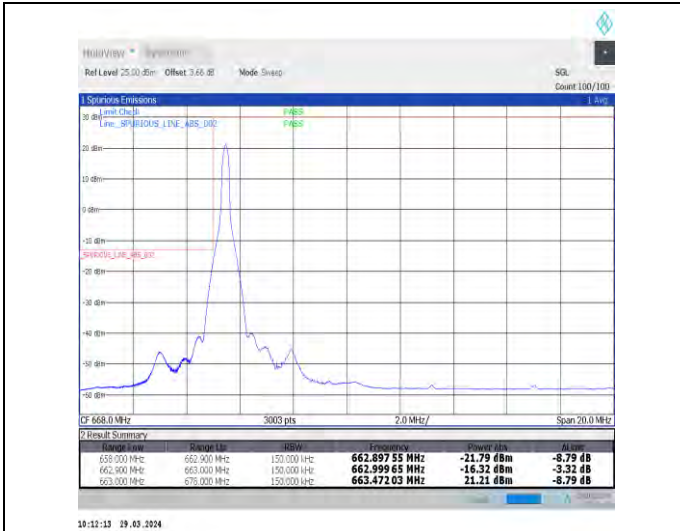 MultiView Spectrum
Ref Level 25.00 dBm Offset 3.66 dB Mode Sweep SGL
Count 100/100
1 Spurious Emissions 1 Avg
Limit Check PASS
Line _SPURIOUS_LINE_ABS_002 PASS
30 dBm
20 dBm
10 dBm
0 dBm
-10 dBm
_SPURIOUS_LINE_ABS_002
-20 dBm
-30 dBm
-40 dBm
-50 dBm
-60 dBm
CF 668.0 MHz 3003 pts 2.0 MHz/ Span 20.0 MHz
2 Result Summary
Range Low Range Up RBW Frequency Power Abs ΔLimit
658.000 MHz 662.900 MHz 150.000 kHz 662.897 55 MHz -21.79 dBm -8.79 dB
662.900 MHz 663.000 MHz 150.000 kHz 662.999 65 MHz -16.32 dBm -3.32 dB
663.000 MHz 678.000 MHz 150.000 kHz 663.472 03 MHz 21.21 dBm -8.79 dB
10:12:13 29.03.2024